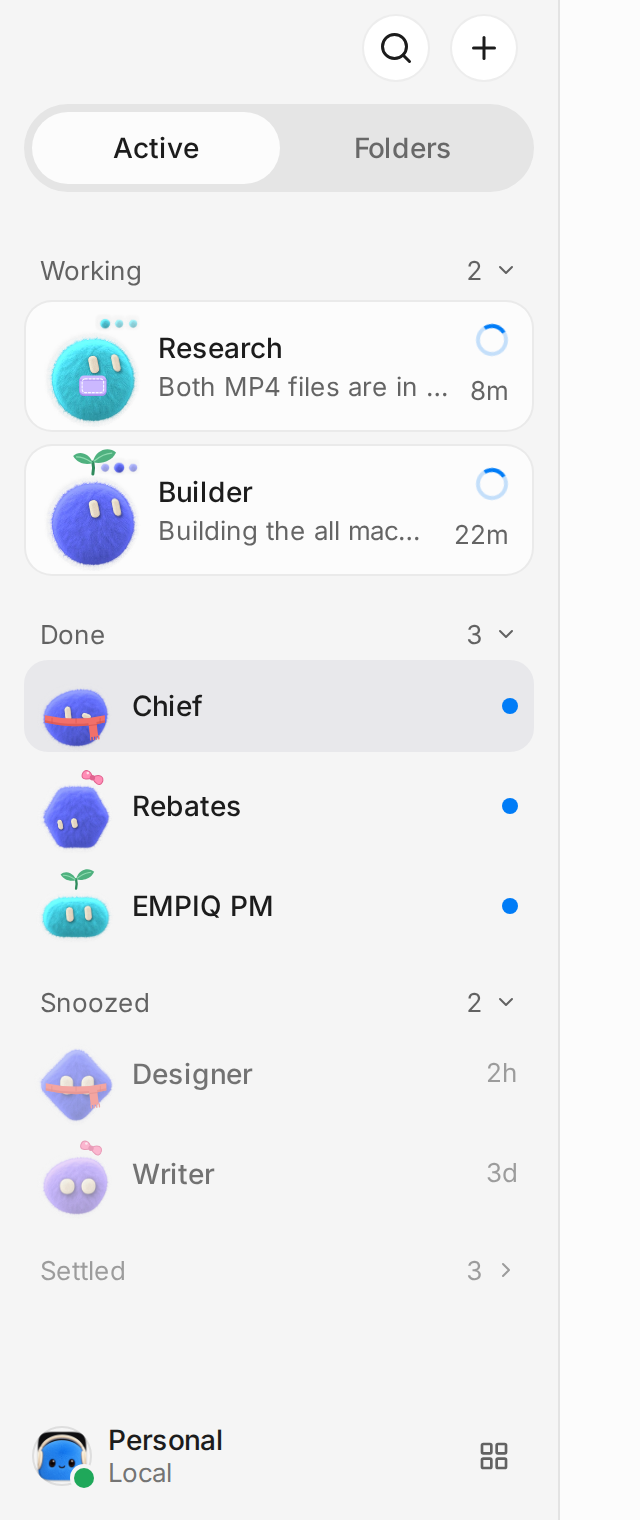 Active
Folders
Working 2
Research
Both MP4 files are in ... 8m
Builder
Building the all mac... 22m
Done 3
Chief
Rebates
EMPIQ PM
Snoozed 2
Designer 2h
Writer 3d
Settled 3
Personal
Local